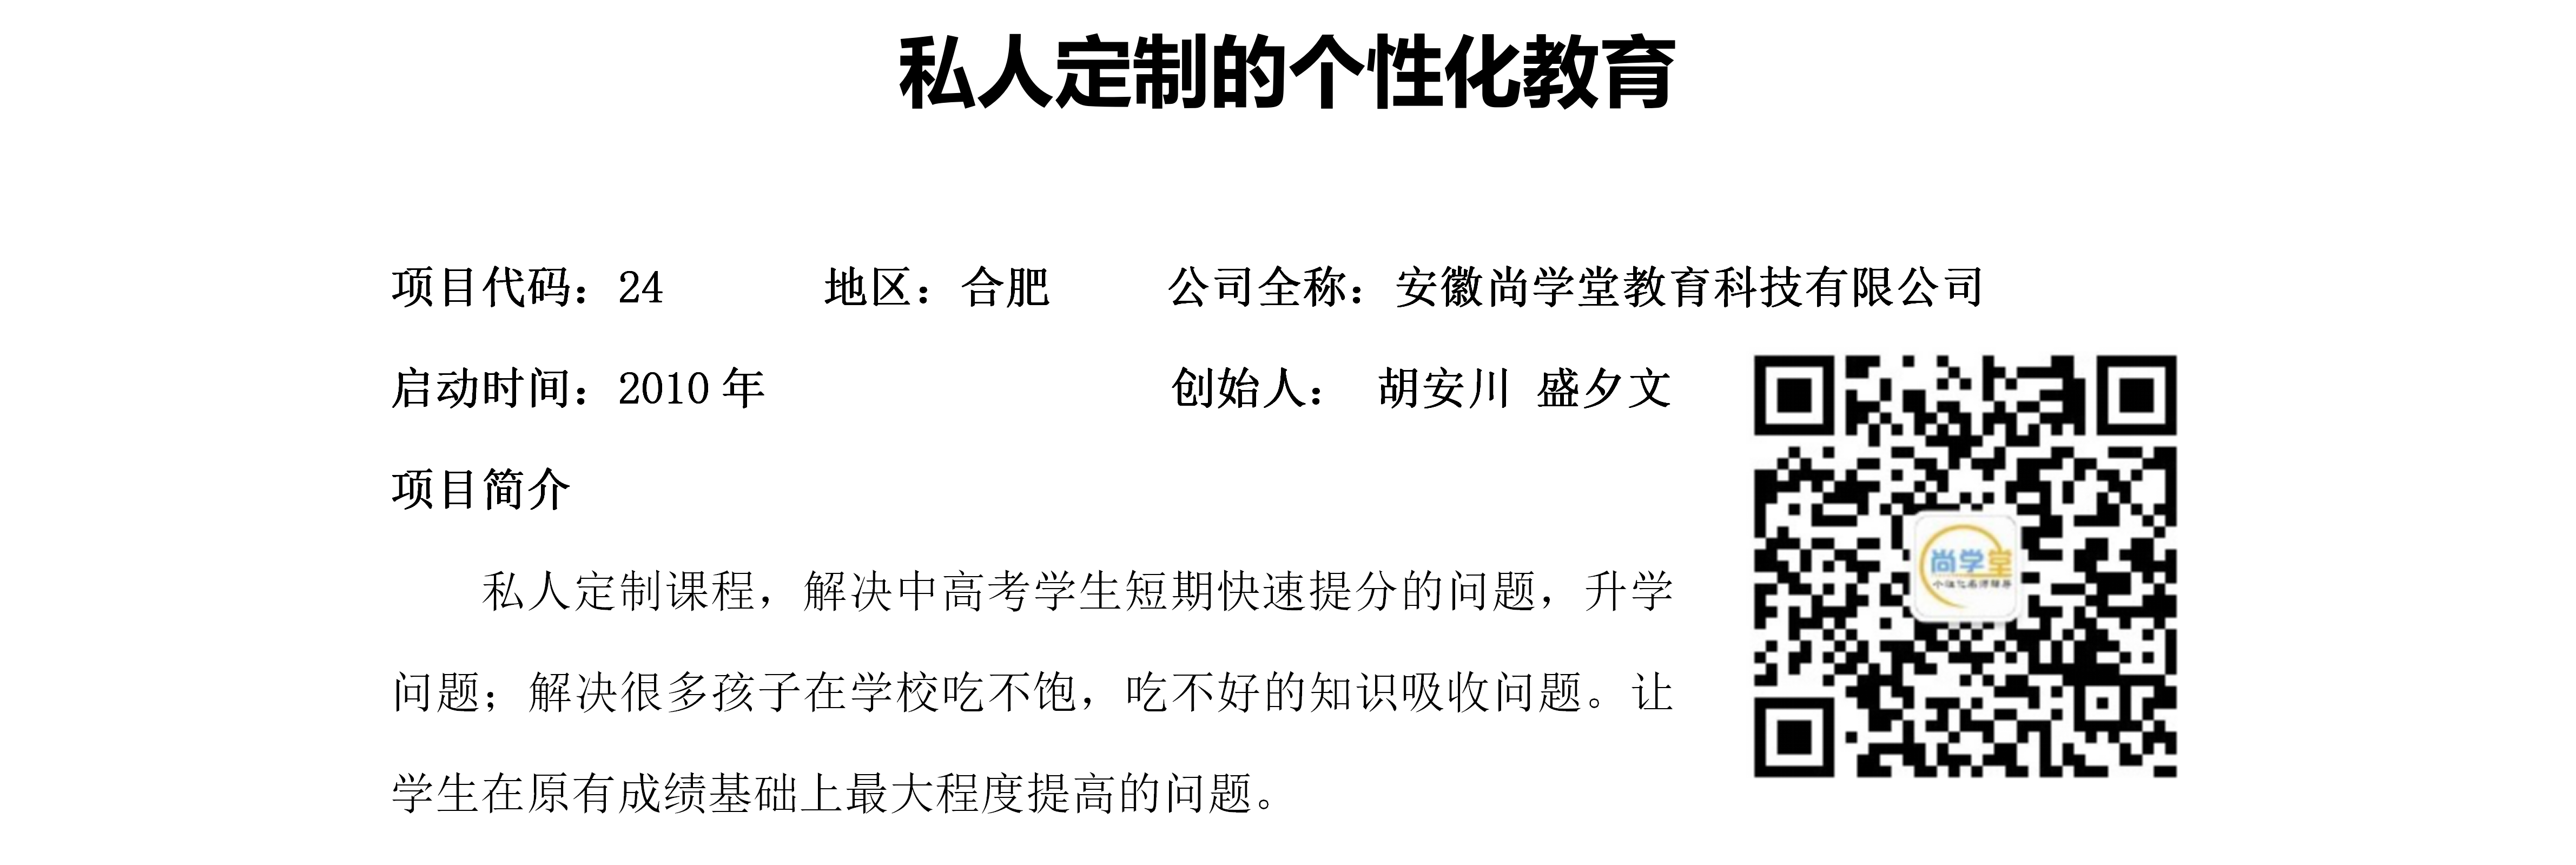 私人定制的个性化教育
项目代码：24 地区：合肥 公司全称：安徽尚学堂教育科技有限公司
启动时间：2010 年 创始人： 胡安川 盛夕文
项目简介
私人定制课程，解决中高考学生短期快速提分的问题，升学
问题；解决很多孩子在学校吃不饱，吃不好的知识吸收问题。让
学生在原有成绩基础上最大程度提高的问题。
尚学堂